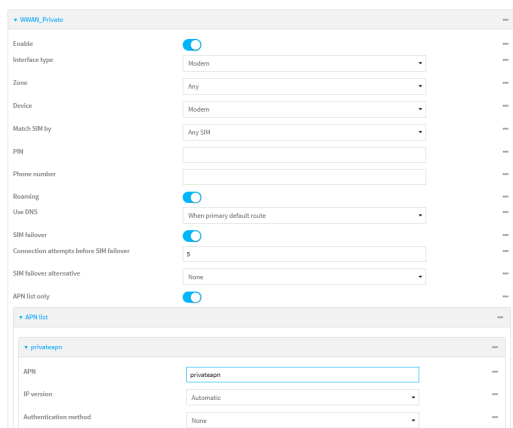 WWAN_Private
Enable
Interface type Modem
Zone Any
Device Modem
Match SIM by Any SIM
PIN
Phone number
Roaming
Use DNS When primary default route
SIM failover
Connection attempts before SIM failover 5
SIM failover alternative None
APN list only
APN list
privateapn
APN privateapn
IP version Automatic
Authentication method None